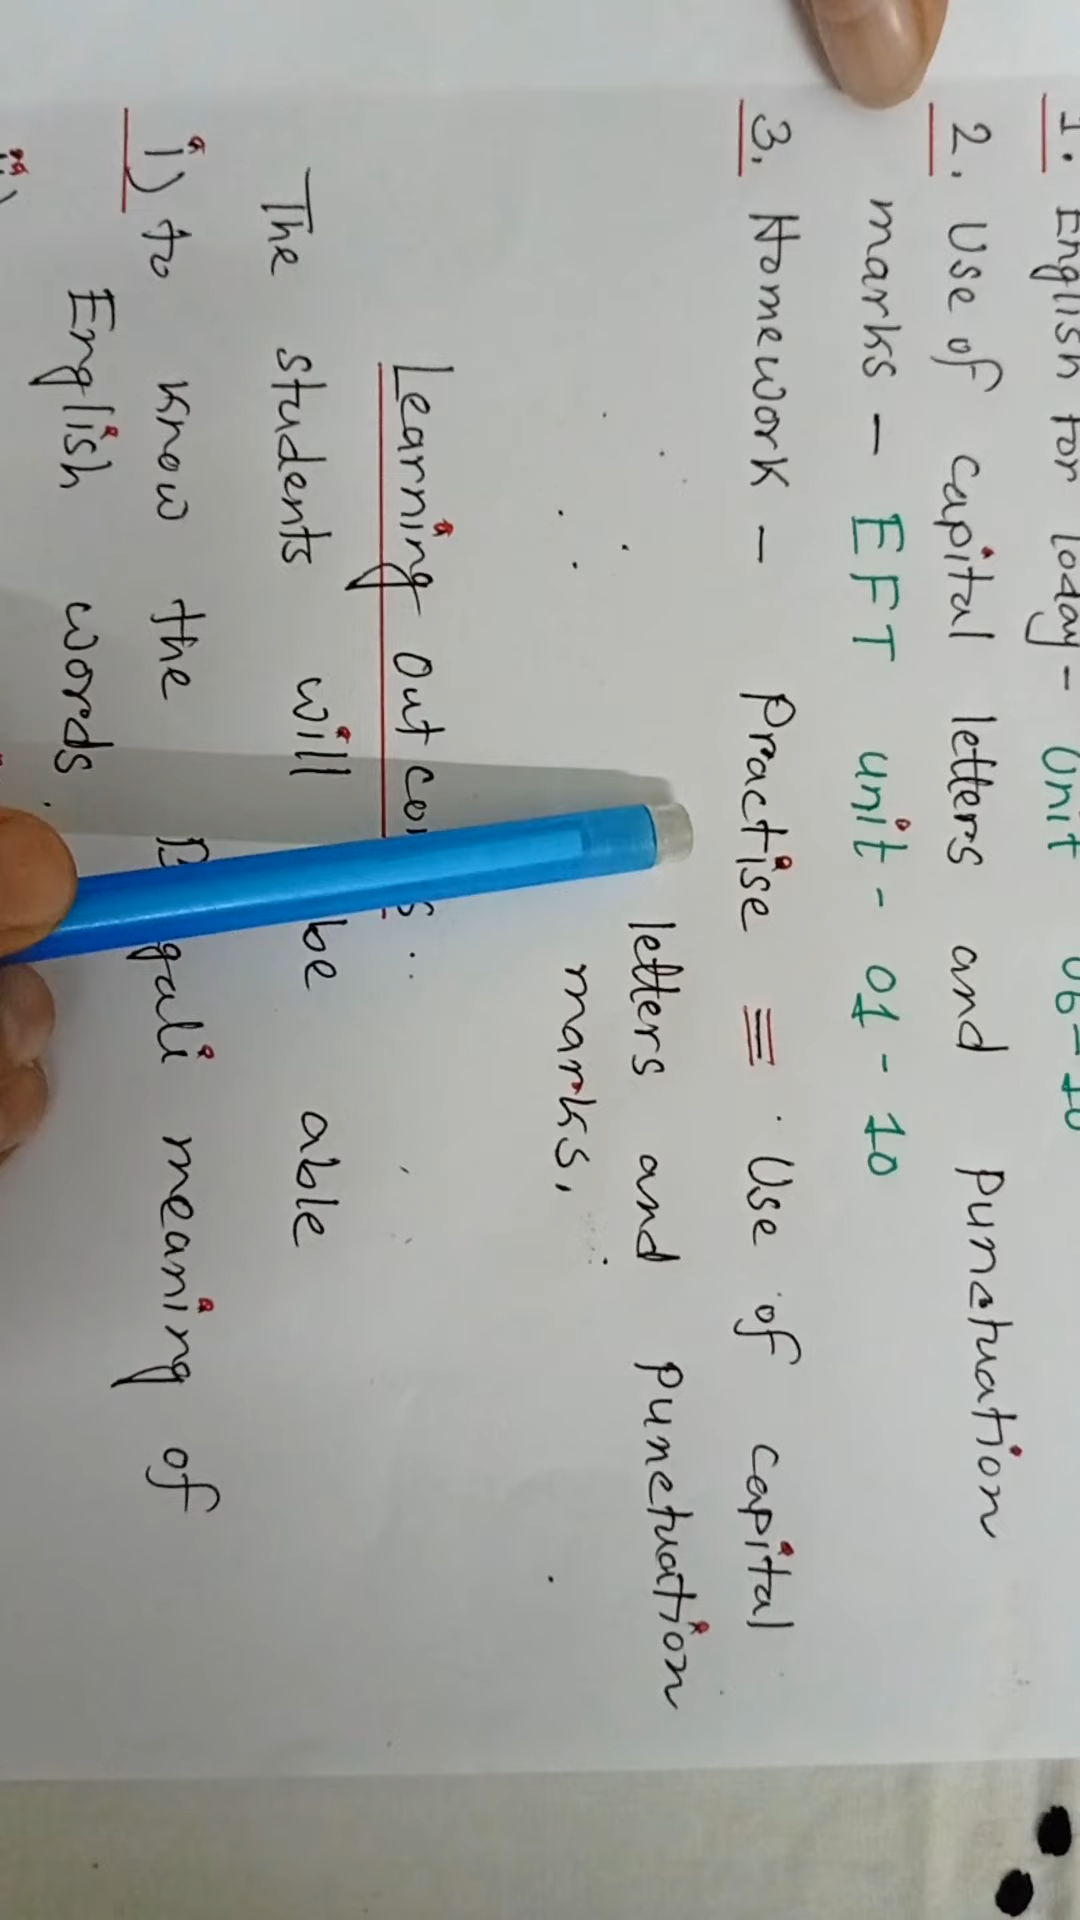 1. English for Today - Unit 06-10
2. Use of capital letters and punctuation
marks - EFT unit - 01 - 10
3. Homework - Practise = Use of capital
letters and punctuation
marks.
Learning out
The students will be able
i) to know the meaning of
English words.